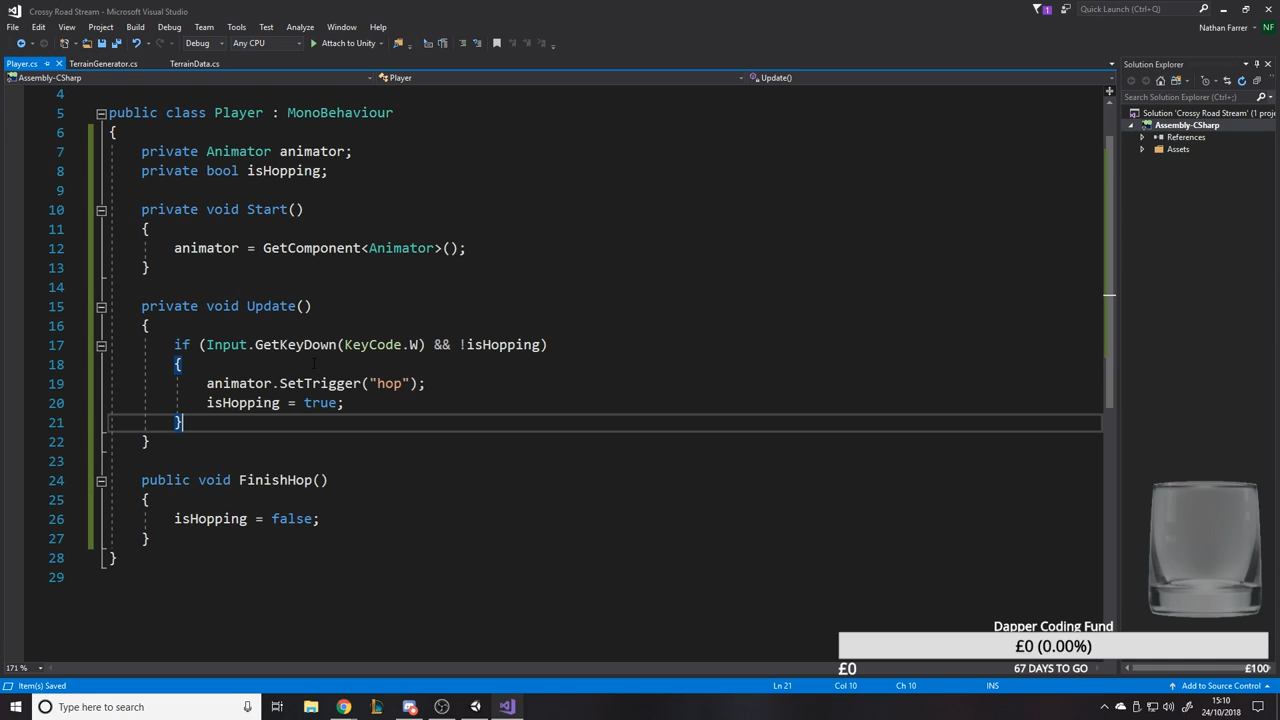 Crossy Road Stream - Microsoft Visual Studio
1
Quick Launch (Ctrl+Q)
File Edit View Project Build Debug Team Tools Test Analyze Window Help
Nathan Farrer NF
Debug Any CPU Attach to Unity
Player.cs TerrainGenerator.cs TerrainData.cs
Assembly-CSharp Player Update()
4
5 public class Player : MonoBehaviour
6 {
7 private Animator animator;
8 private bool isHopping;
9
10 private void Start()
11 {
12 animator = GetComponent<Animator>();
13 }
14
15 private void Update()
16 {
17 if (Input.GetKeyDown(KeyCode.W) && !isHopping)
18 {
19 animator.SetTrigger("hop");
20 isHopping = true;
21 }
22 }
23
24 public void FinishHop()
25 {
26 isHopping = false;
27 }
28 }
29
Solution Explorer
Search Solution Explorer (Ctrl+;)
Solution 'Crossy Road Stream' (1 proje
Assembly-CSharp
References
Assets
Dapper Coding Fund
£0 (0.00%)
£0 67 DAYS TO GO £100
171 %
Item(s) Saved Ln 21 Col 10 Ch 10 INS Add to Source Control
Type here to search
15:10
24/10/2018